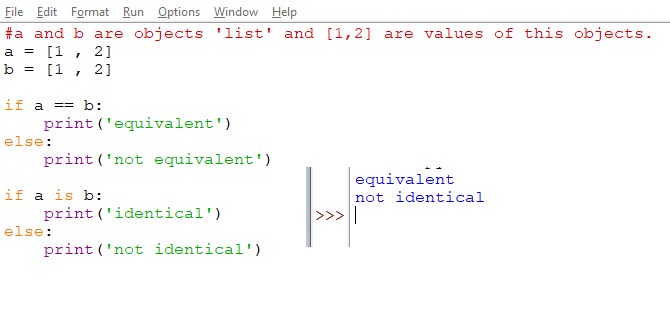 File Edit Format Run Options Window Help
#a and b are objects 'list' and [1,2] are values of this objects.
a = [1 , 2]
b = [1 , 2]
if a == b:
    print('equivalent')
else:
    print('not equivalent')
if a is b:
    print('identical')
else:
    print('not identical')
equivalent
not identical
>>>